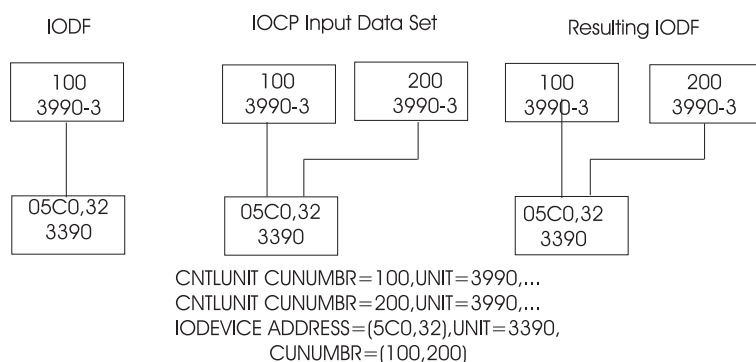 IODF
IOCP Input Data Set
Resulting IODF
100
3990-3
100
3990-3
200
3990-3
100
3990-3
200
3990-3
05C0,32
3390
05C0,32
3390
05C0,32
3390
CNTLUNIT CUNUMBR=100,UNIT=3990,...
CNTLUNIT CUNUMBR=200,UNIT=3990,...
IODEVICE ADDRESS=(5C0,32),UNIT=3390,
CUNUMBR=(100,200)